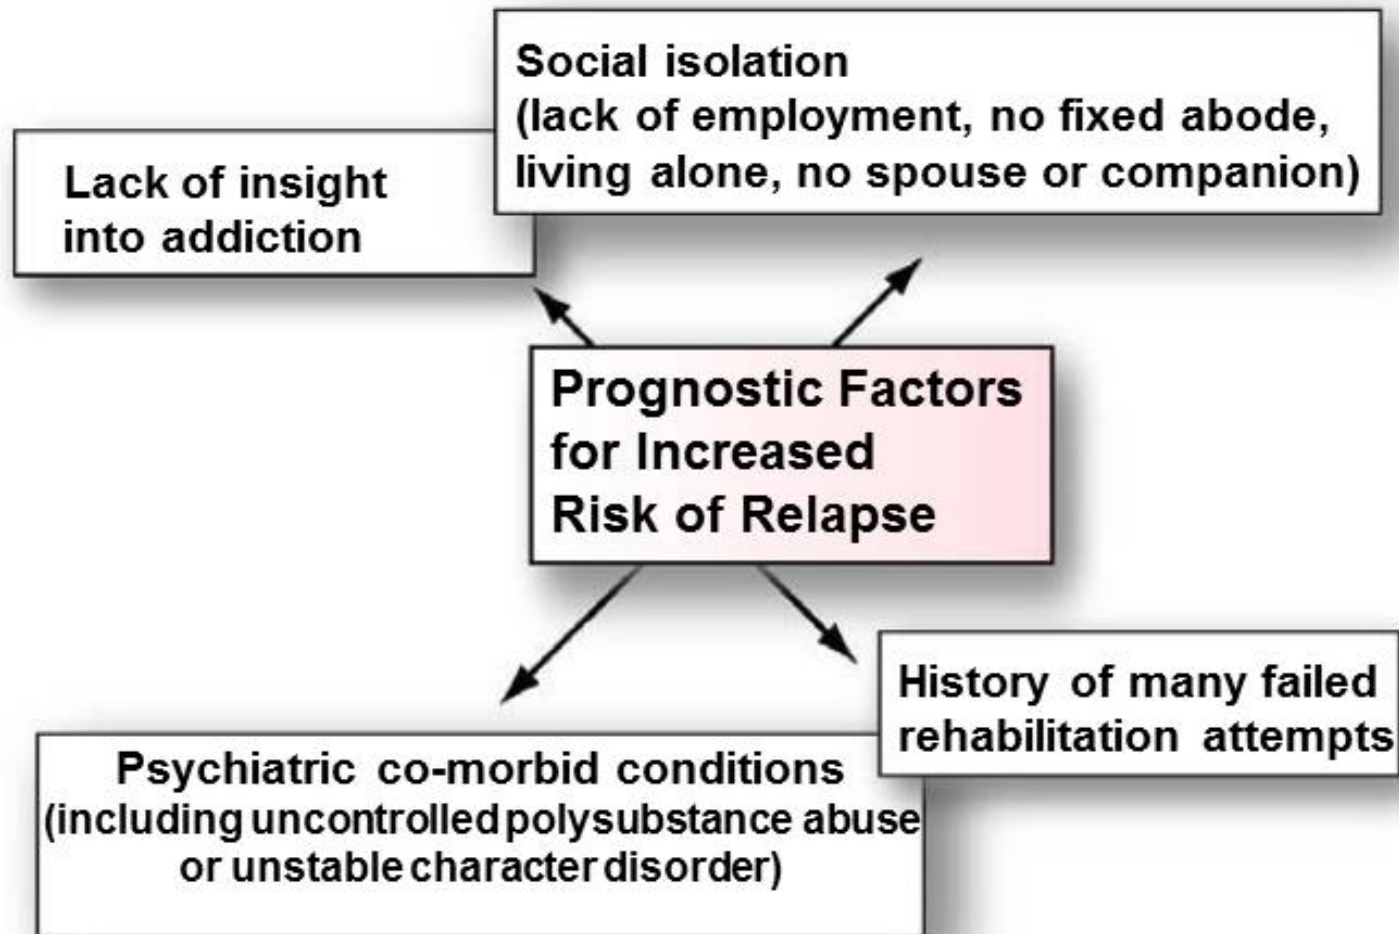 Social isolation
(lack of employment, no fixed abode,
living alone, no spouse or companion)
Lack of insight
into addiction
Prognostic Factors
for Increased
Risk of Relapse
History of many failed
rehabilitation attempts
Psychiatric co-morbid conditions
(including uncontrolled polysubstance abuse
or unstable character disorder)